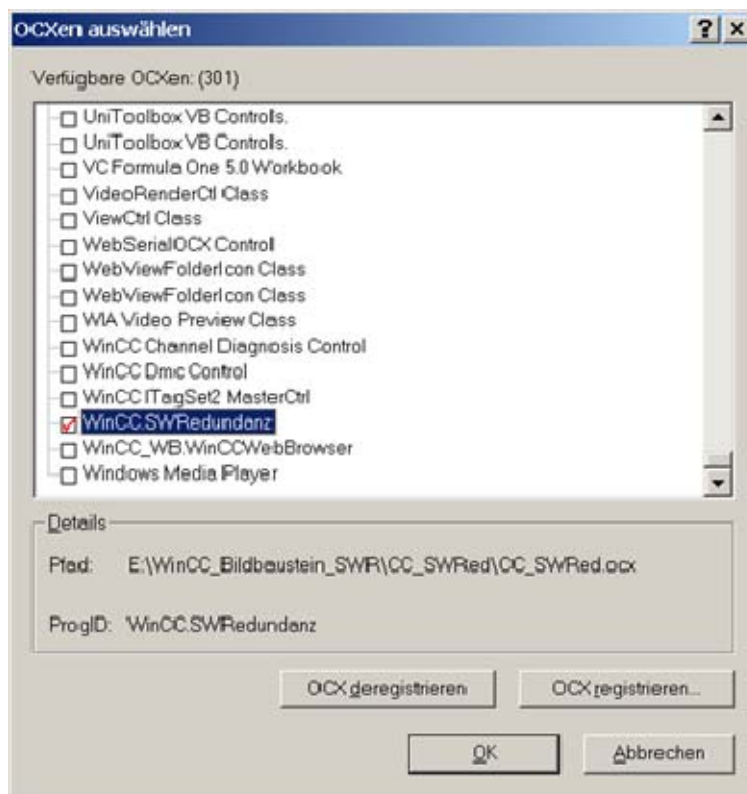 OCXen auswählen
Verfügbare OCXen: (301)
UniToolbox VB Controls.
UniToolbox VB Controls.
VC Formula One 5.0 Workbook
VideoRenderCtl Class
ViewCtrl Class
WebSerialOCX Control
WebViewFolderIcon Class
WebViewFolderIcon Class
WIA Video Preview Class
WinCC Channel Diagnosis Control
WinCC Dmc Control
WinCC ITagSet2 MasterCtrl
WinCC.SWRedundanz
WinCC_WB.WinCCWebBrowser
Windows Media Player
Details
Pfad: E:\WinCC_Bildbaustein_SWR\CC_SWRed\CC_SWRed.ocx
ProgID: WinCC.SWRedundanz
OCX deregistrieren OCX registrieren...
OK Abbrechen